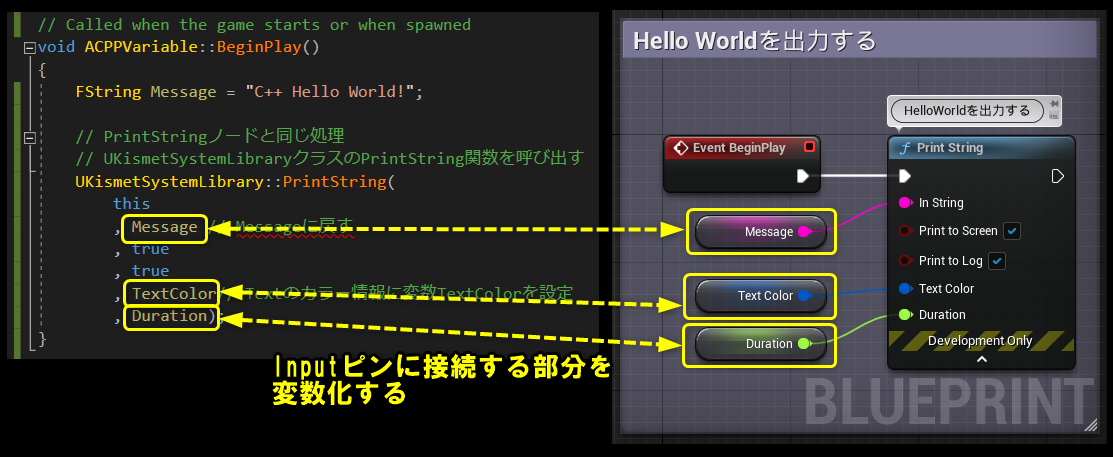 // Called when the game starts or when spawned
void ACPPVariable::BeginPlay()
{
FString Message = "C++ Hello World!";
// PrintStringノードと同じ処理
// UKismetSystemLibraryクラスのPrintString関数を呼び出す
UKismetSystemLibrary::PrintString(
this
, Message // Messageに戻す
, true
, true
, TextColor // Textのカラー情報に変数TextColorを設定
, Duration);
}
Inputピンに接続する部分を
変数化する
Hello Worldを出力する
HelloWorldを出力する
Event BeginPlay
Print String
In String
Message
Print to Screen
Print to Log
Text Color
Text Color
Duration
Duration
Development Only
BLUEPRINT